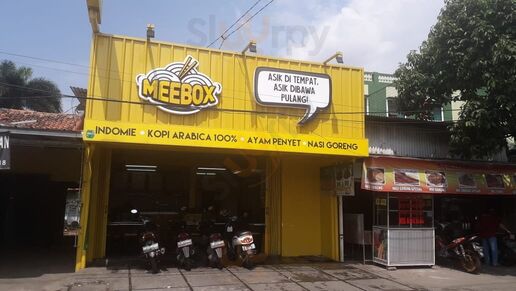 MEEBOX
ASIK DI TEMPAT,
ASIK DIBAWA
PULANG!
INDOMIE • KOPI ARABICA 100% • AYAM PENYET • NASI GORENG